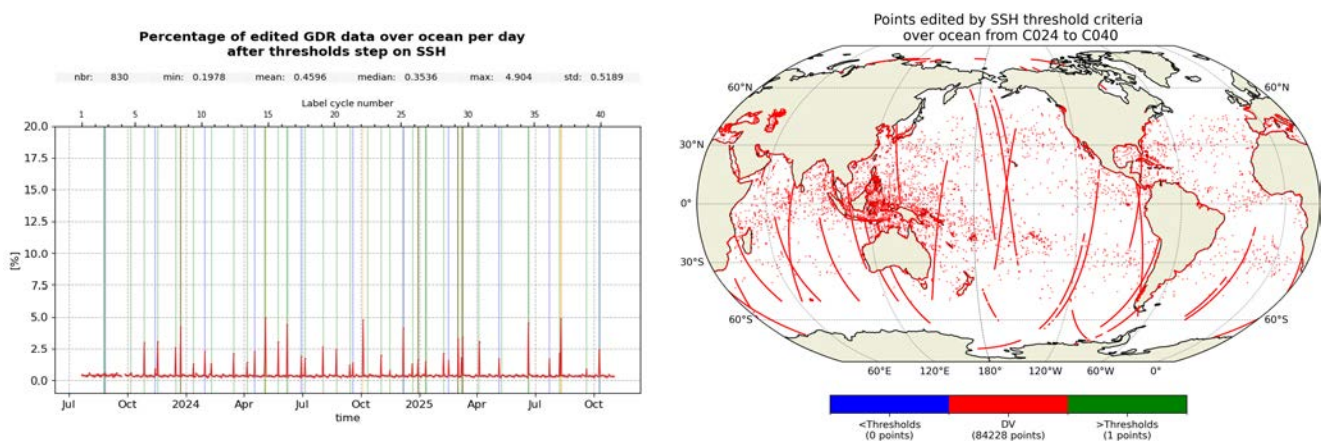 Percentage of edited GDR data over ocean per day
after thresholds step on SSH
nbr: 830 min: 0.1978 mean: 0.4596 median: 0.3536 max: 4.904 std: 0.5189
Label cycle number
1 5 10 15 20 25 30 35 40
20.0
17.5
15.0
12.5
10.0
7.5
5.0
2.5
0.0
[%]
Jul Oct 2024 Apr Jul Oct 2025 Apr Jul Oct
time
Points edited by SSH threshold criteria
over ocean from C024 to C040
60°N 60°N
30°N 30°N
0° 0°
30°S 30°S
60°S 60°S
60°E 120°E 180° 120°W 60°W 0°
<Thresholds
(0 points)
DV
(84228 points)
>Thresholds
(1 points)